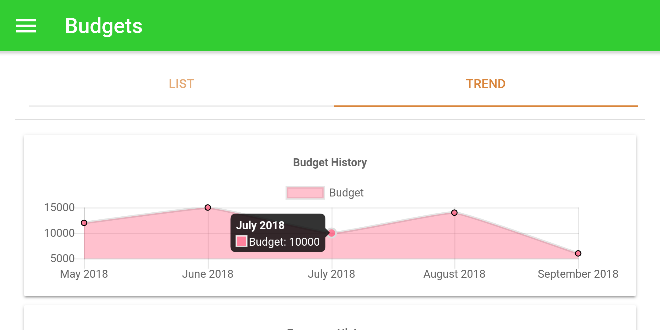 Budgets
LIST
TREND
Budget History
Budget
15000
10000
5000
July 2018
Budget: 10000
May 2018
June 2018
July 2018
August 2018
September 2018